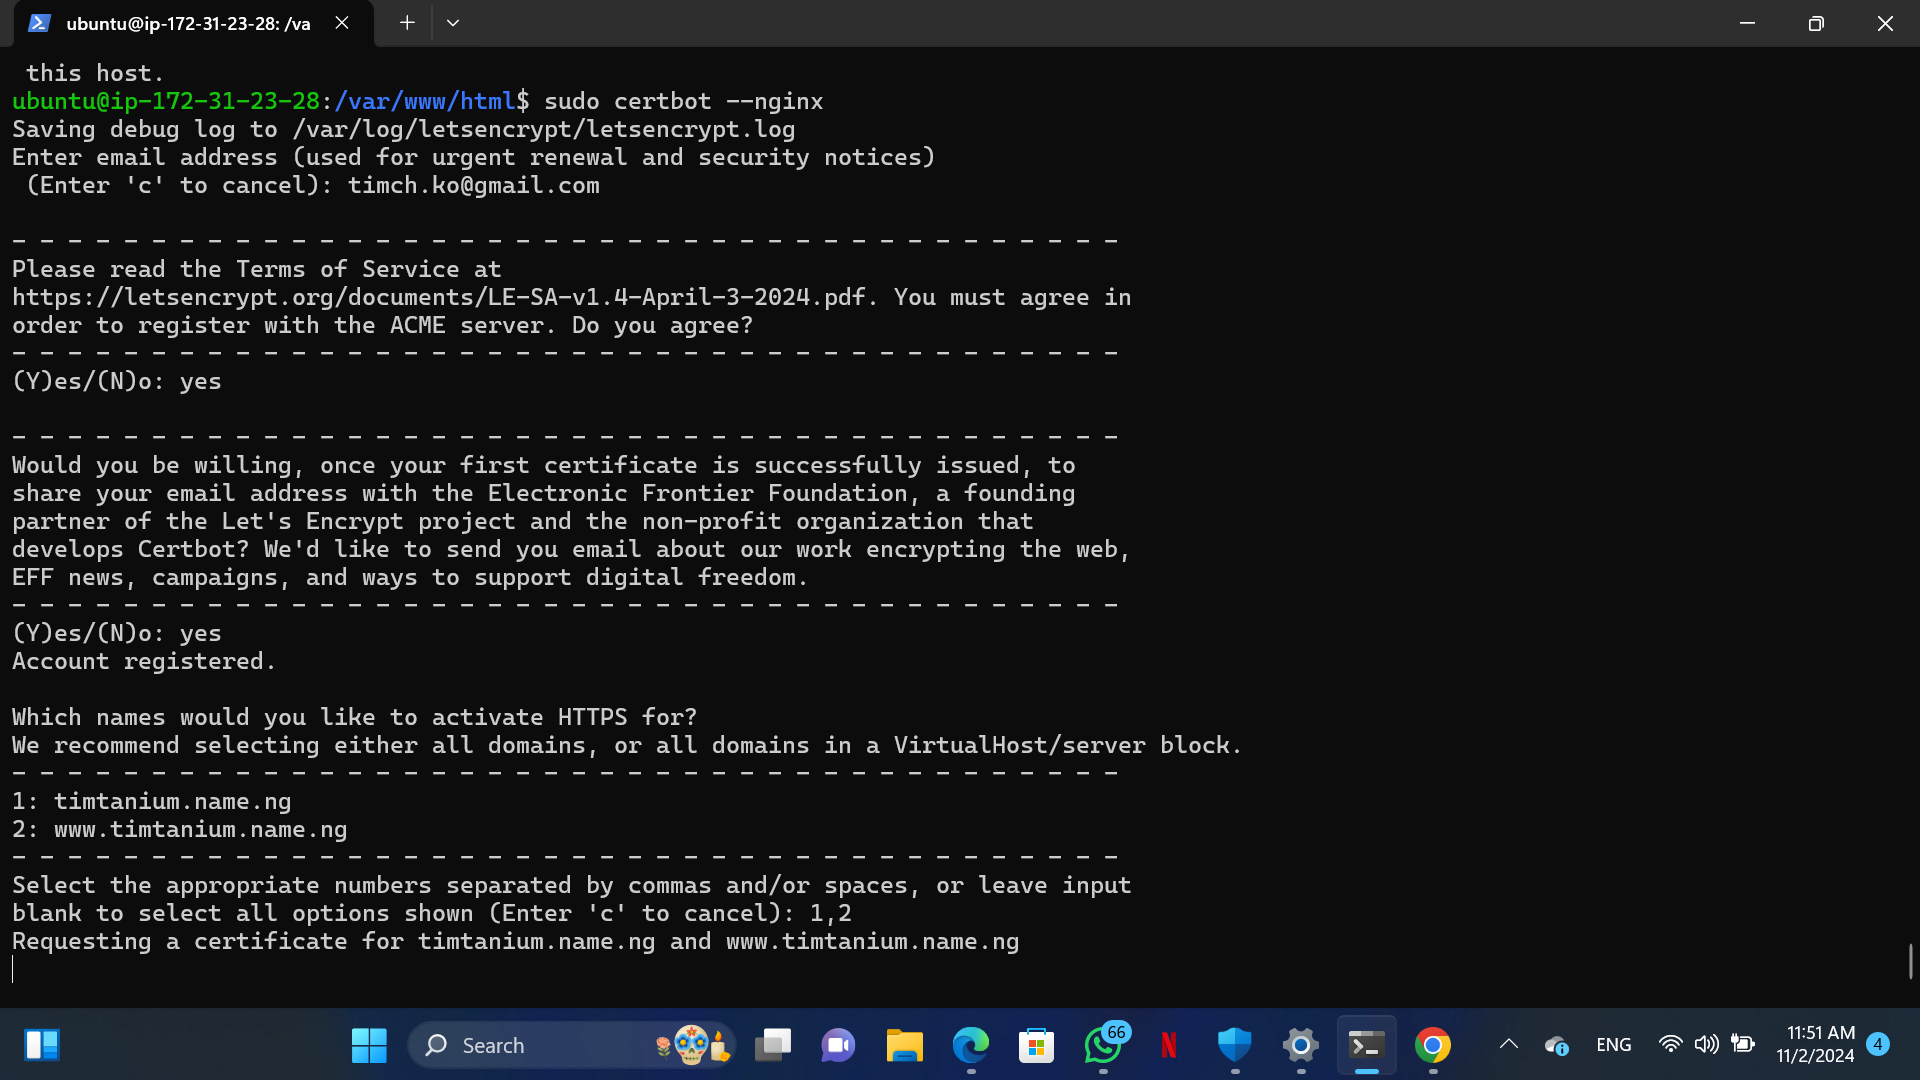 ubuntu@ip-172-31-23-28: /va
this host.
ubuntu@ip-172-31-23-28:/var/www/html$ sudo certbot --nginx
Saving debug log to /var/log/letsencrypt/letsencrypt.log
Enter email address (used for urgent renewal and security notices)
(Enter 'c' to cancel): timch.ko@gmail.com
- - - - - - - - - - - - - - - - - - - - - - - - - - - - - - - - - - - - - - - -
Please read the Terms of Service at
https://letsencrypt.org/documents/LE-SA-v1.4-April-3-2024.pdf. You must agree in
order to register with the ACME server. Do you agree?
- - - - - - - - - - - - - - - - - - - - - - - - - - - - - - - - - - - - - - - -
(Y)es/(N)o: yes
- - - - - - - - - - - - - - - - - - - - - - - - - - - - - - - - - - - - - - - -
Would you be willing, once your first certificate is successfully issued, to
share your email address with the Electronic Frontier Foundation, a founding
partner of the Let's Encrypt project and the non-profit organization that
develops Certbot? We'd like to send you email about our work encrypting the web,
EFF news, campaigns, and ways to support digital freedom.
- - - - - - - - - - - - - - - - - - - - - - - - - - - - - - - - - - - - - - - -
(Y)es/(N)o: yes
Account registered.
Which names would you like to activate HTTPS for?
We recommend selecting either all domains, or all domains in a VirtualHost/server block.
- - - - - - - - - - - - - - - - - - - - - - - - - - - - - - - - - - - - - - - -
1: timtanium.name.ng
2: www.timtanium.name.ng
- - - - - - - - - - - - - - - - - - - - - - - - - - - - - - - - - - - - - - - -
Select the appropriate numbers separated by commas and/or spaces, or leave input
blank to select all options shown (Enter 'c' to cancel): 1,2
Requesting a certificate for timtanium.name.ng and www.timtanium.name.ng
Search
66
N
ENG
11:51 AM
11/2/2024
4